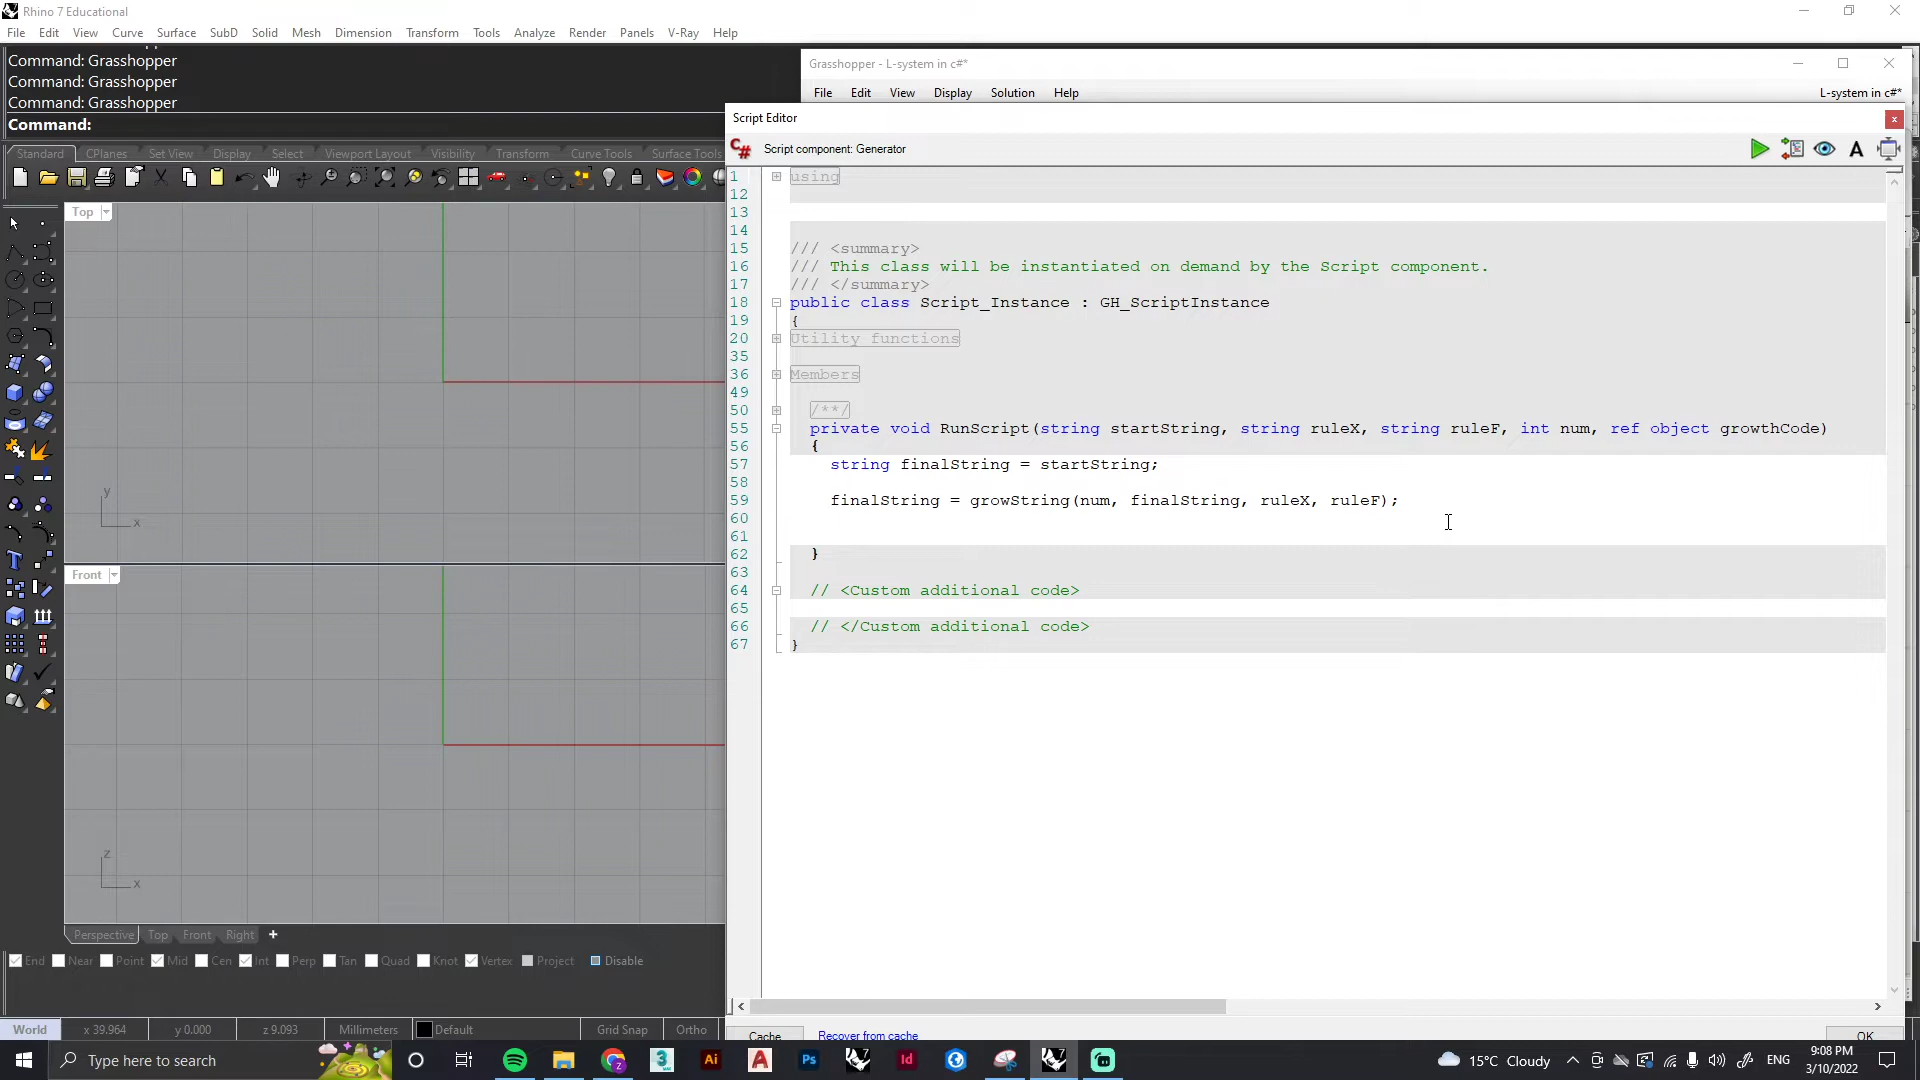 Rhino 7 Educational
File Edit View Curve Surface SubD Solid Mesh Dimension Transform Tools Analyze Render Panels V-Ray Help
Command: Grasshopper
Command: Grasshopper
Command: Grasshopper
Command:
Standard CPlanes Set View Display Select Viewport Layout Visibility Transform Curve Tools Surface Tools
Top
y
x
Front
z
x
Perspective Top Front Right
End Near Point Mid Cen Int Perp Tan Quad Knot Vertex Project Disable
World x 39.964 y 0.000 z 9.093 Millimeters Default Grid Snap Ortho
Grasshopper - L-system in c#*
File Edit View Display Solution Help L-system in c#*
Script Editor
Script component: Generator
1 using
12
13
14
15 /// <summary>
16 /// This class will be instantiated on demand by the Script component.
17 /// </summary>
18 public class Script_Instance : GH_ScriptInstance
19 {
20 Utility functions
35
36 Members
49
50 /**/
55 private void RunScript(string startString, string ruleX, string ruleF, int num, ref object growthCode)
56 {
57 string finalString = startString;
58
59 finalString = growString(num, finalString, ruleX, ruleF);
60
61
62 }
63
64 // <Custom additional code>
65
66 // </Custom additional code>
67 }
Cache Recover from cache OK
Type here to search
15°C Cloudy ENG 9:08 PM
3/10/2022